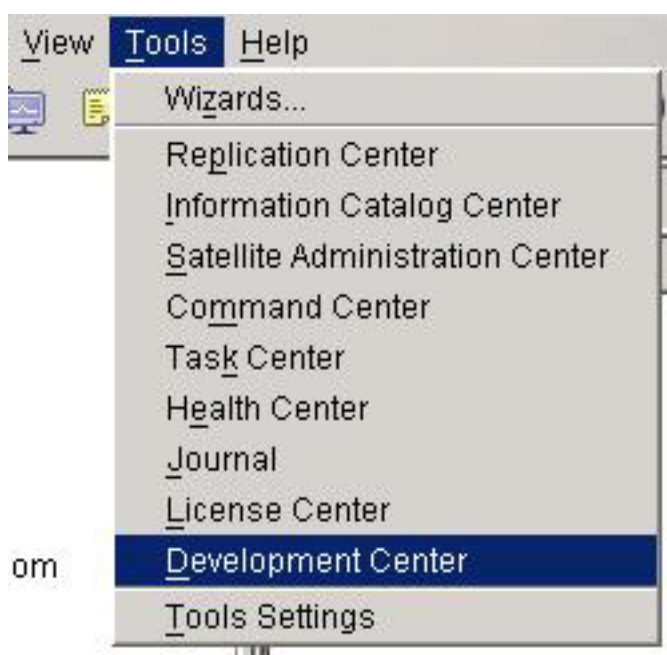 View Tools Help
Wizards...
Replication Center
Information Catalog Center
Satellite Administration Center
Command Center
Task Center
Health Center
Journal
License Center
om
Development Center
Tools Settings